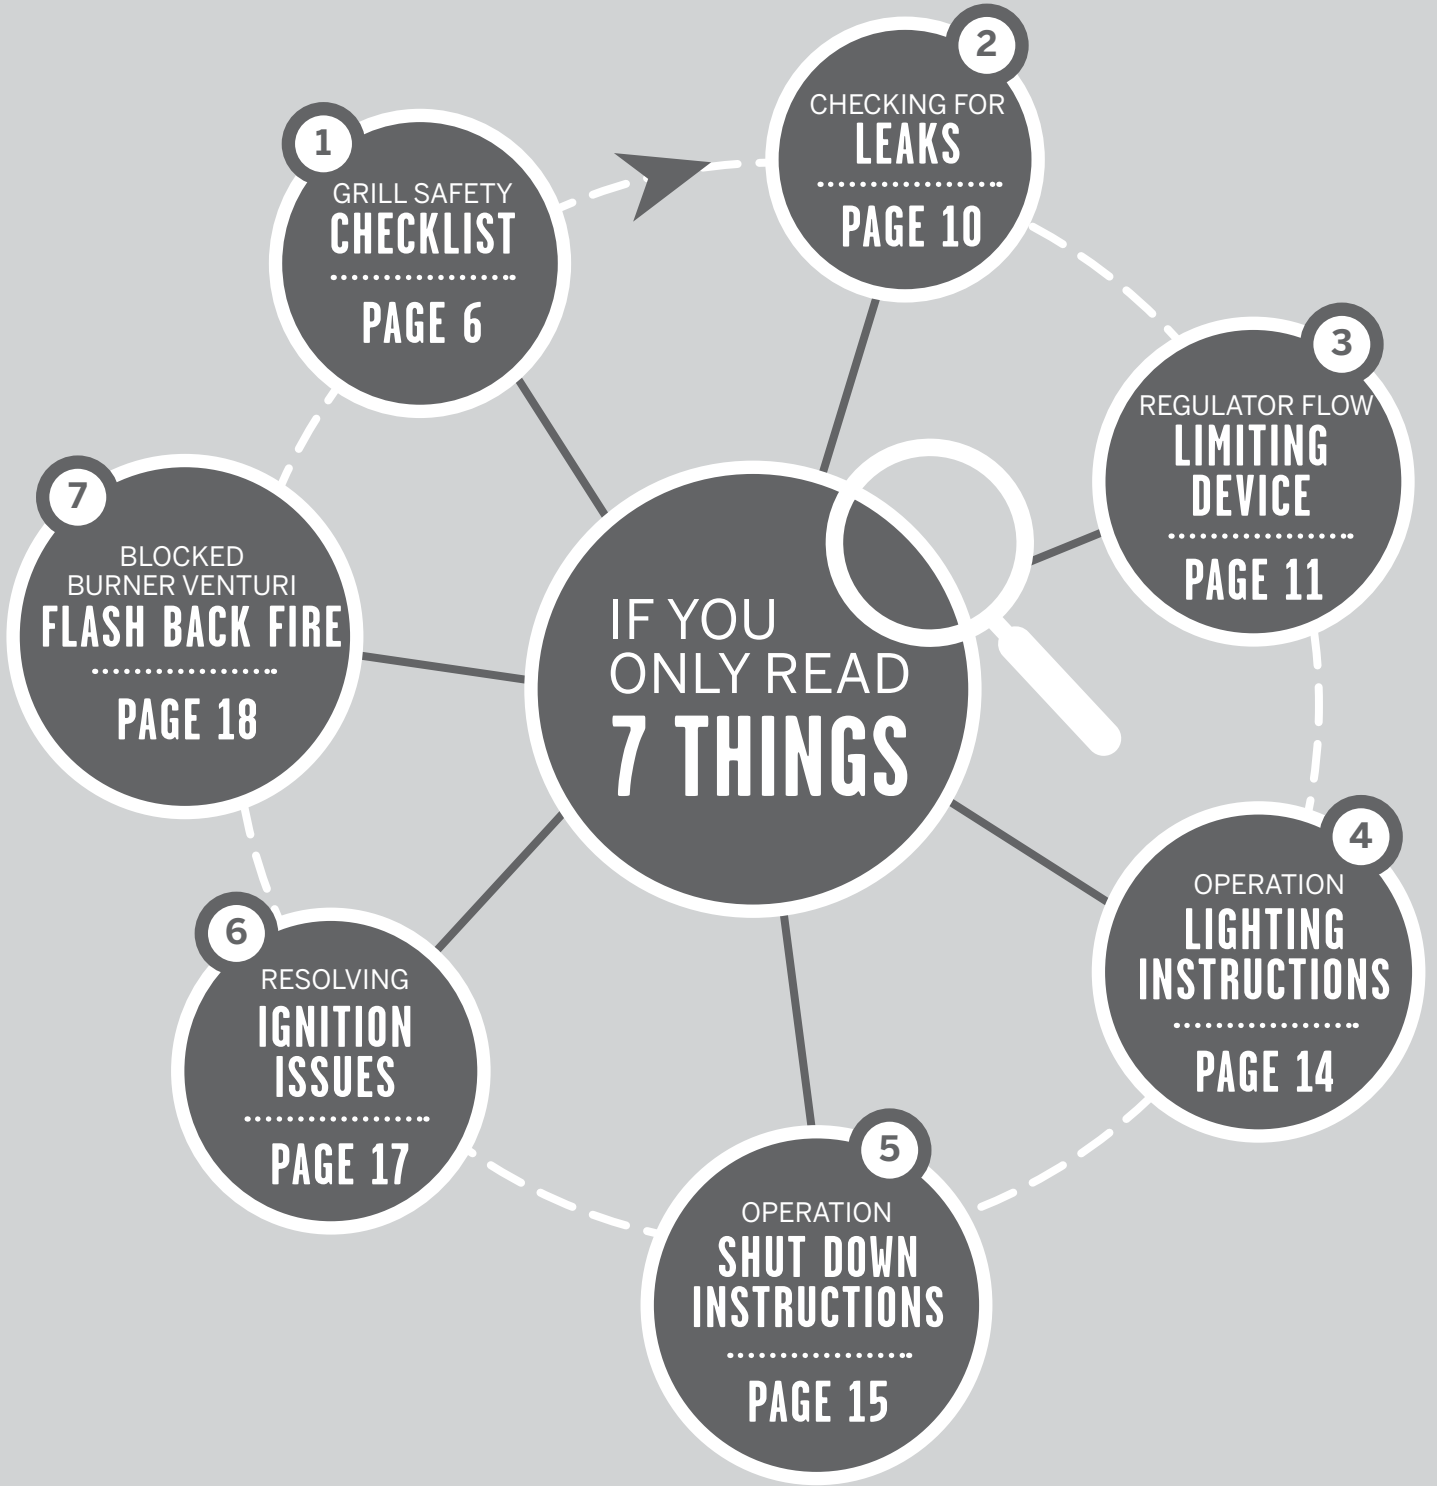 1
GRILL SAFETY
CHECKLIST
PAGE 6
2
CHECKING FOR
LEAKS
PAGE 10
3
REGULATOR FLOW
LIMITING
DEVICE
PAGE 11
4
OPERATION
LIGHTING
INSTRUCTIONS
PAGE 14
5
OPERATION
SHUT DOWN
INSTRUCTIONS
PAGE 15
6
RESOLVING
IGNITION
ISSUES
PAGE 17
7
BLOCKED
BURNER VENTURI
FLASH BACK FIRE
PAGE 18
IF YOU
ONLY READ
7 THINGS